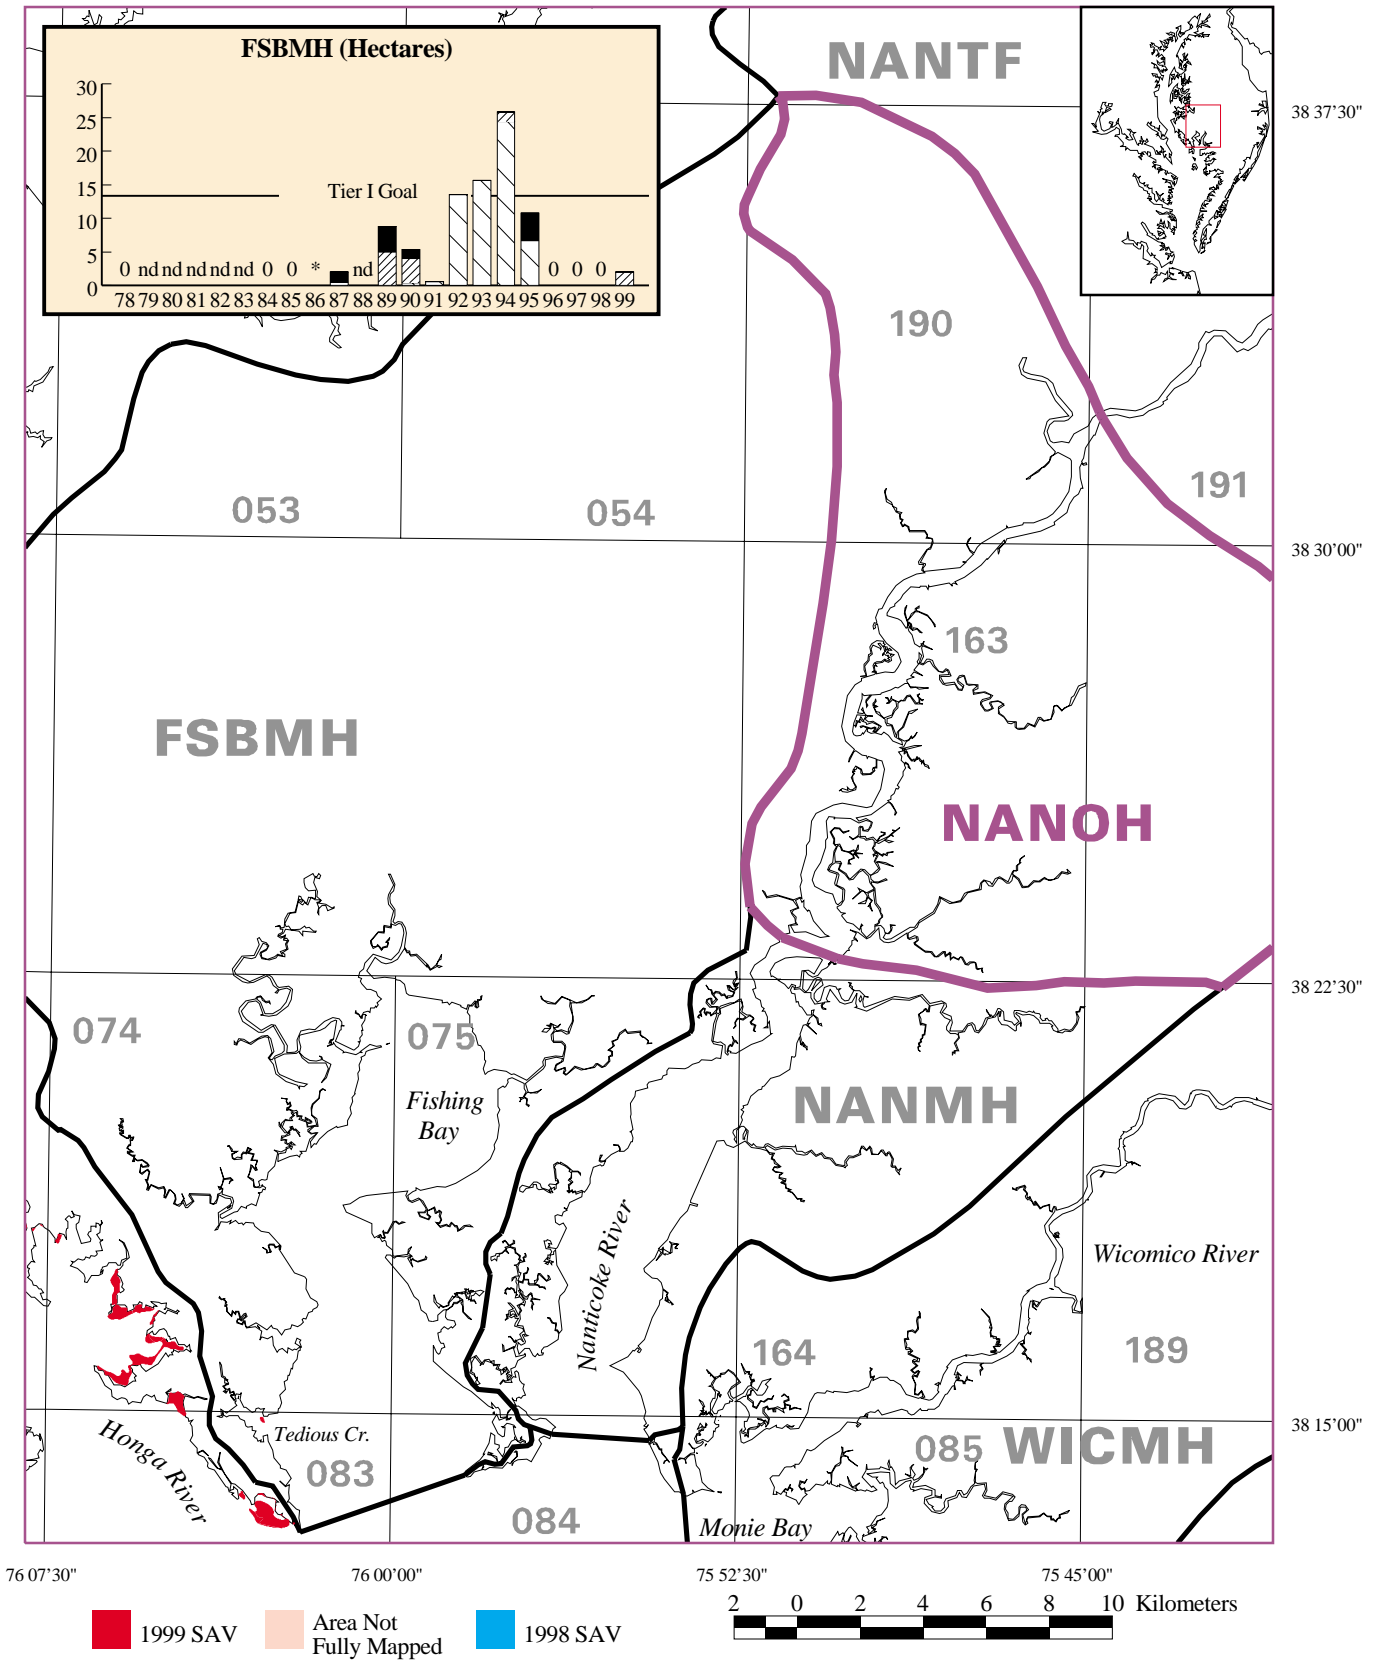 FSBMH (Hectares)
30
25
20
15
10
5
0
Tier I Goal
0 nd nd nd nd nd 0 0 * nd 0 0 0
78 79 80 81 82 83 84 85 86 87 88 89 90 91 92 93 94 95 96 97 98 99
NANTF
38 37'30"
190
191
053
054
38 30'00"
163
FSBMH
NANOH
38 22'30"
074
075
Fishing
Bay
NANMH
Nanticoke River
Wicomico River
164
189
Honga River
Tedious Cr.
38 15'00"
083
085
WICMH
084
Monie Bay
76 07'30"
76 00'00"
75 52'30"
75 45'00"
2 0 2 4 6 8 10 Kilometers
1999 SAV
Area Not
Fully Mapped
1998 SAV